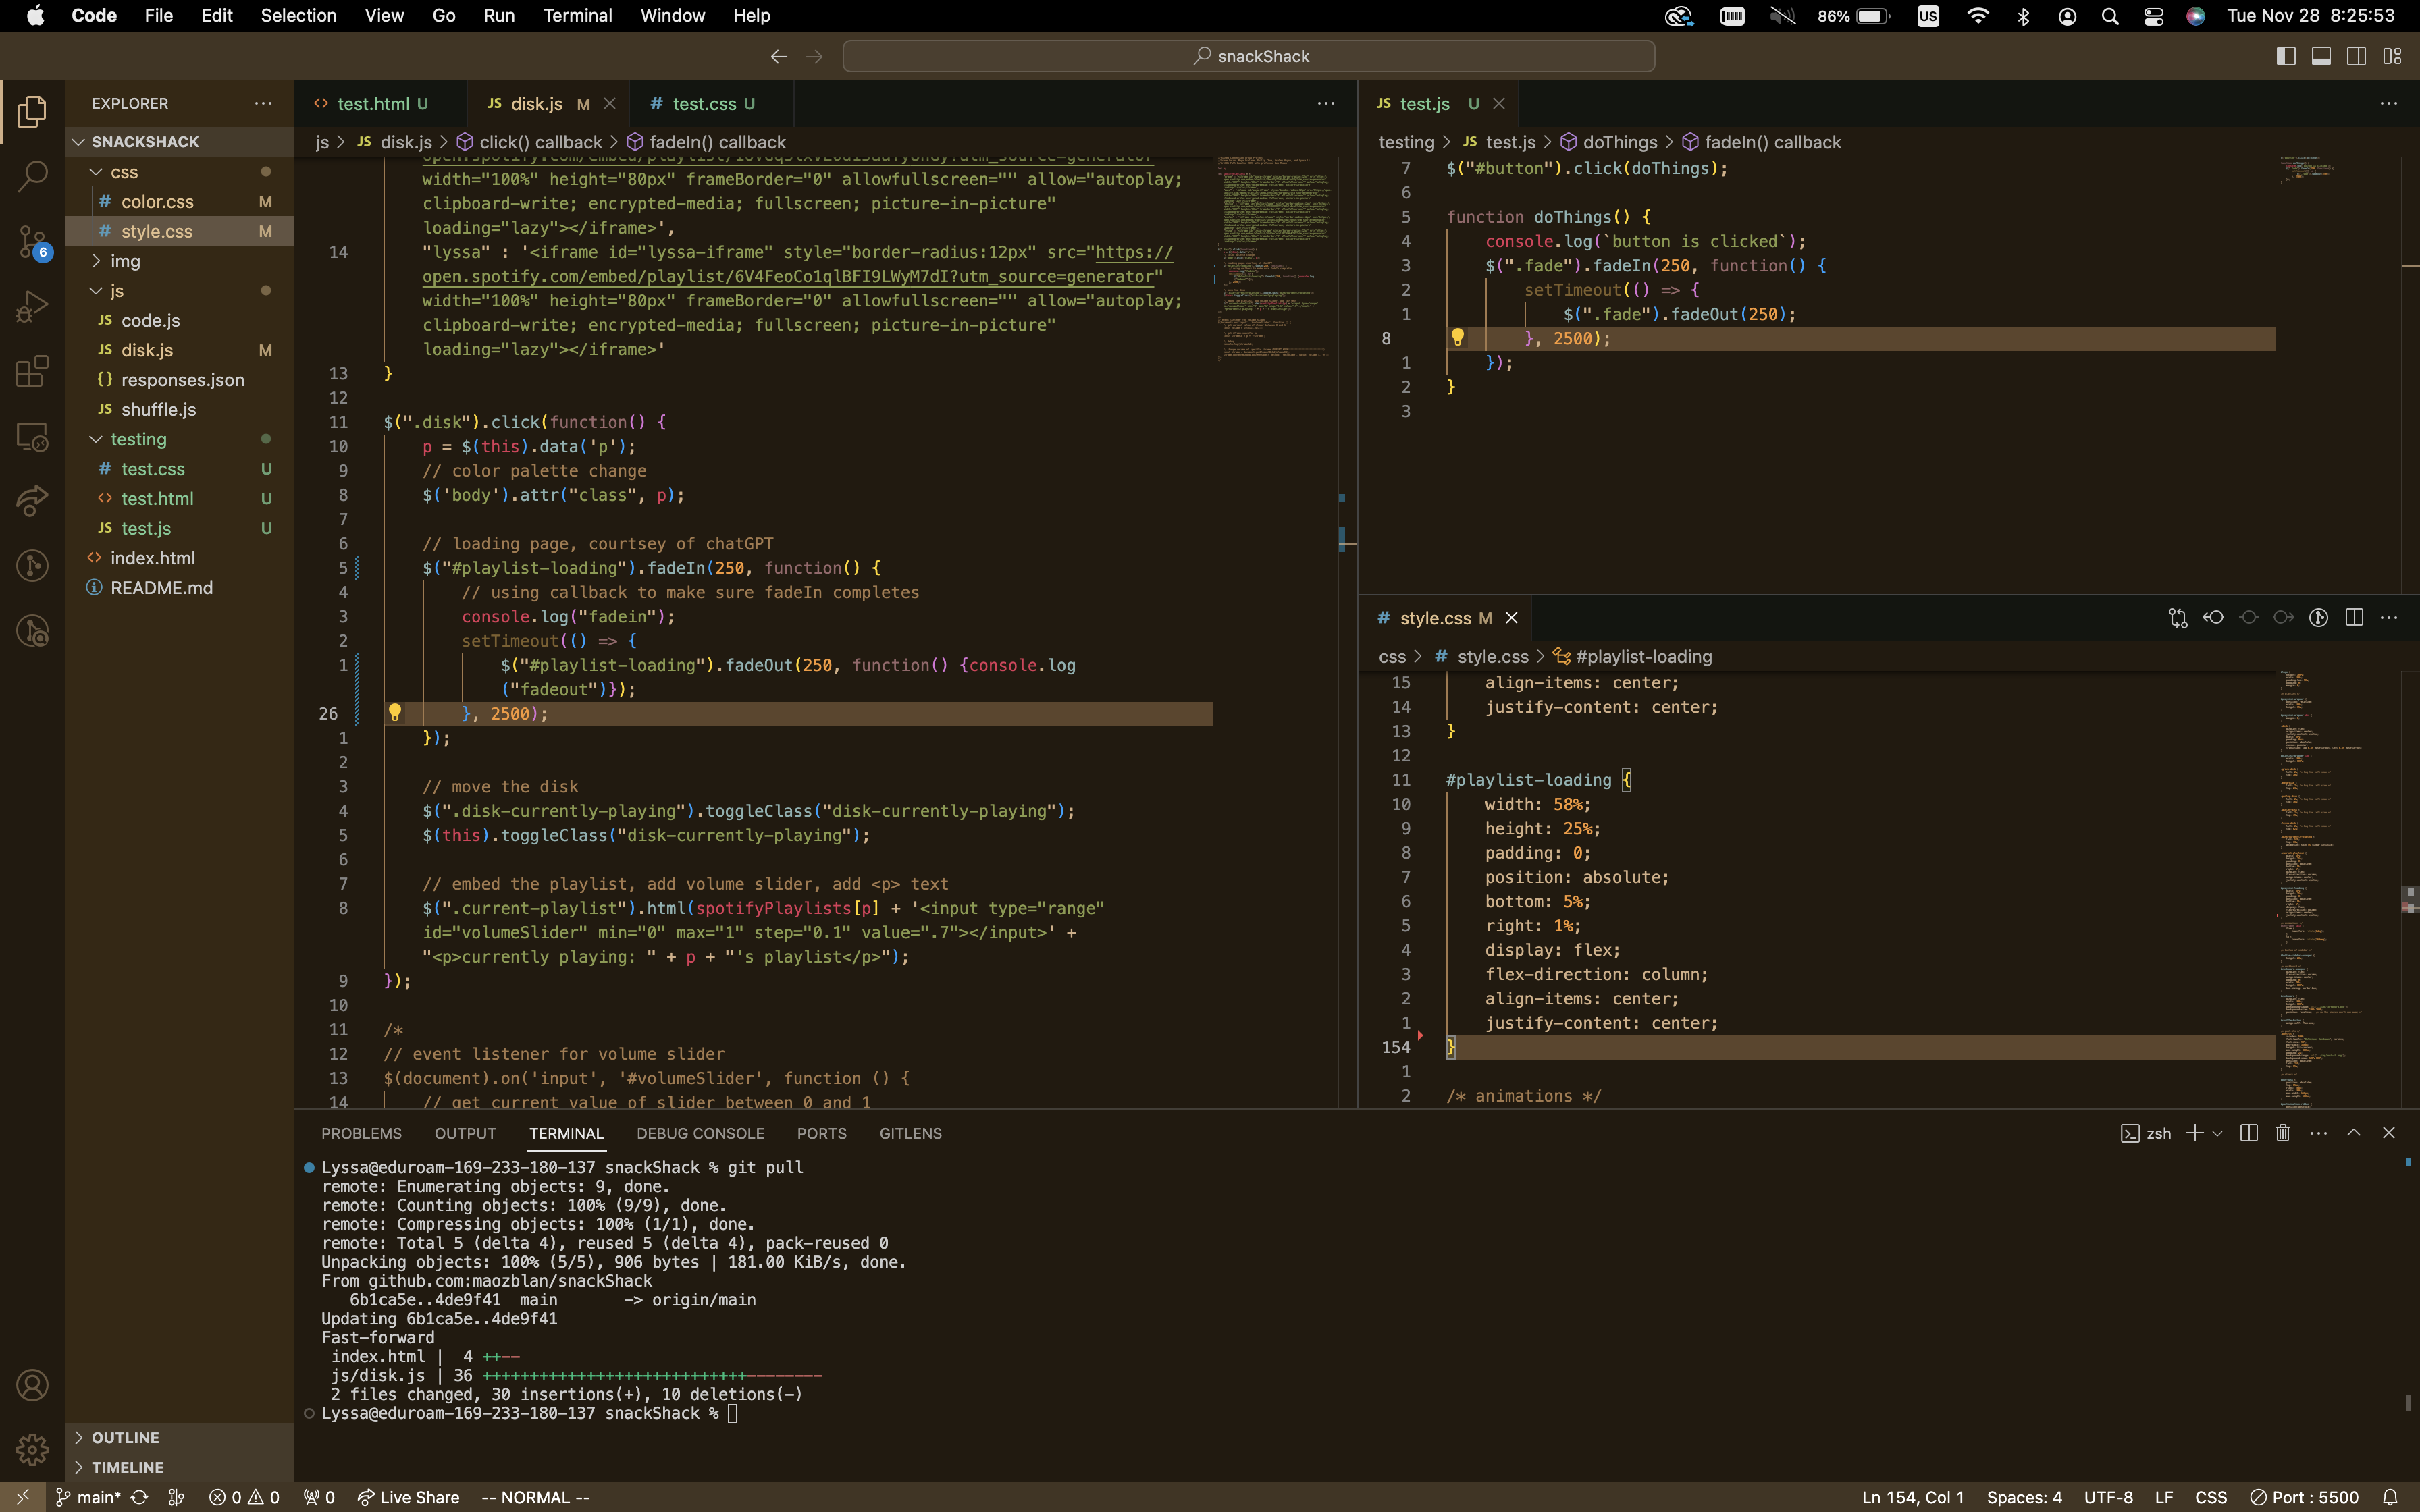 Code File Edit Selection View Go Run Terminal Window Help
86% US Tue Nov 28 8:25:53
snackShack
EXPLORER
SNACKSHACK
css
# color.css M
# style.css M
img
js
JS code.js
JS disk.js M
{} responses.json
JS shuffle.js
testing
# test.css U
<> test.html U
JS test.js U
<> index.html
README.md
OUTLINE
TIMELINE
6
<> test.html U JS disk.js M # test.css U
js > JS disk.js > click() callback > fadeIn() callback
width="100%" height="80px" frameBorder="0" allowfullscreen="" allow="autoplay;
clipboard-write; encrypted-media; fullscreen; picture-in-picture"
loading="lazy"></iframe>',
14 "lyssa" : '<iframe id="lyssa-iframe" style="border-radius:12px" src="https://
open.spotify.com/embed/playlist/6V4FeoCo1qlBFI9LWyM7dI?utm_source=generator"
width="100%" height="80px" frameBorder="0" allowfullscreen="" allow="autoplay;
clipboard-write; encrypted-media; fullscreen; picture-in-picture"
loading="lazy"></iframe>'
13 }
12
11 $(".disk").click(function() {
10 p = $(this).data('p');
9 // color palette change
8 $('body').attr("class", p);
7
6 // loading page, courtsey of chatGPT
5 $("#playlist-loading").fadeIn(250, function() {
4 // using callback to make sure fadeIn completes
3 console.log("fadein");
2 setTimeout(() => {
1 $("#playlist-loading").fadeOut(250, function() {console.log
("fadeout")});
26 }, 2500);
1 });
2
3 // move the disk
4 $(".disk-currently-playing").toggleClass("disk-currently-playing");
5 $(this).toggleClass("disk-currently-playing");
6
7 // embed the playlist, add volume slider, add <p> text
8 $(".current-playlist").html(spotifyPlaylists[p] + '<input type="range"
id="volumeSlider" min="0" max="1" step="0.1" value=".7"></input>' +
"<p>currently playing: " + p + "'s playlist</p>");
9 });
10
11 /*
12 // event listener for volume slider
13 $(document).on('input', '#volumeSlider', function () {
14 // get current value of slider between 0 and 1
JS test.js U
testing > JS test.js > doThings > fadeIn() callback
7 $("#button").click(doThings);
6
5 function doThings() {
4 console.log(`button is clicked`);
3 $(".fade").fadeIn(250, function() {
2 setTimeout(() => {
1 $(".fade").fadeOut(250);
8 }, 2500);
1 });
2 }
3
# style.css M
css > # style.css > #playlist-loading
15 align-items: center;
14 justify-content: center;
13 }
12
11 #playlist-loading {
10 width: 58%;
9 height: 25%;
8 padding: 0;
7 position: absolute;
6 bottom: 5%;
5 right: 1%;
4 display: flex;
3 flex-direction: column;
2 align-items: center;
1 justify-content: center;
154 }
1
2 /* animations */
PROBLEMS OUTPUT TERMINAL DEBUG CONSOLE PORTS GITLENS
zsh
Lyssa@eduroam-169-233-180-137 snackShack % git pull
remote: Enumerating objects: 9, done.
remote: Counting objects: 100% (9/9), done.
remote: Compressing objects: 100% (1/1), done.
remote: Total 5 (delta 4), reused 5 (delta 4), pack-reused 0
Unpacking objects: 100% (5/5), 906 bytes | 181.00 KiB/s, done.
From github.com:maozblan/snackShack
6b1ca5e..4de9f41 main -> origin/main
Updating 6b1ca5e..4de9f41
Fast-forward
index.html | 4 ++--
js/disk.js | 36 ++++++++++++++++++++++++++++--------
2 files changed, 30 insertions(+), 10 deletions(-)
Lyssa@eduroam-169-233-180-137 snackShack %
main* 0 0 0 Live Share -- NORMAL -- Ln 154, Col 1 Spaces: 4 UTF-8 LF CSS Port : 5500